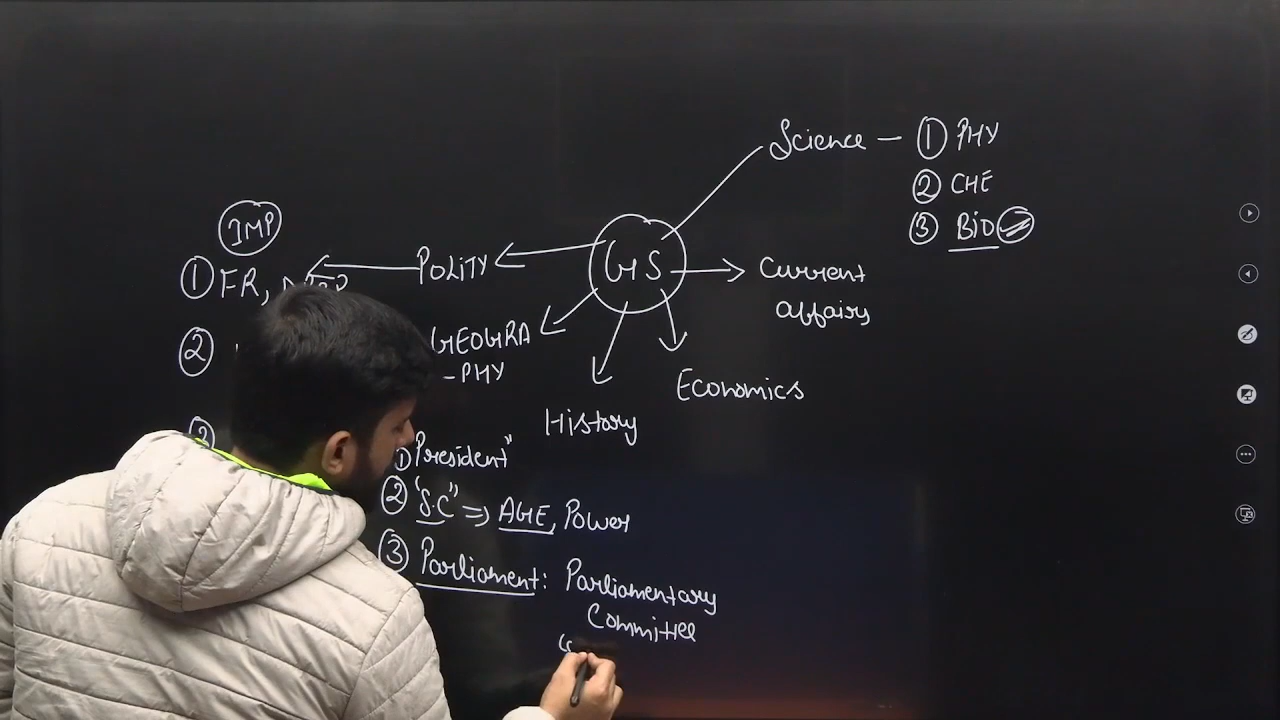 Science – ① PHY
② CHE
③ BiO
IMP
GS
POLITY
① FR,
Current
affairs
②
GEOGRA
-PHY
Economics
History
① President"
② "S.C" => AGE, Power
③ Parliament: Parliamentary
Committee